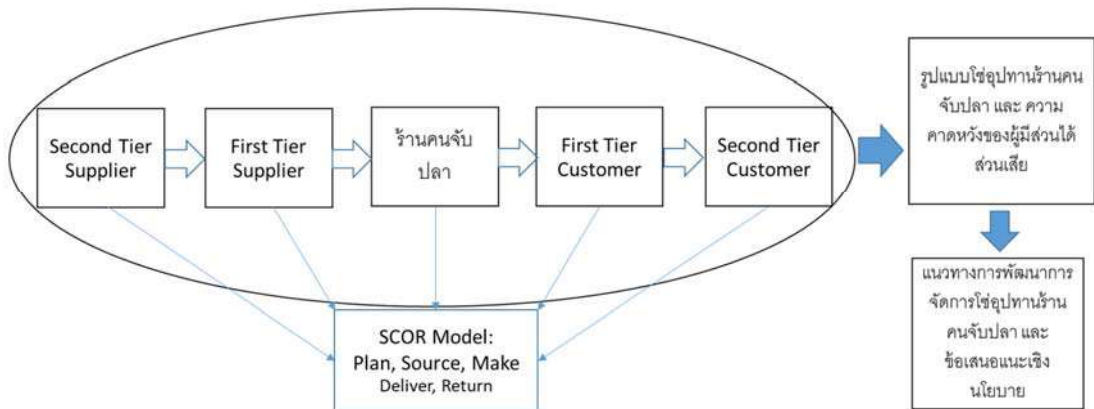 Second Tier
Supplier
First Tier
Supplier
ร้านคนจับ
ปลา
First Tier
Customer
Second Tier
Customer
SCOR Model:
Plan, Source, Make
Deliver, Return
รูปแบบโซ่อุปทานร้านคน
จับปลา และ ความ
คาดหวังของผู้มีส่วนได้
ส่วนเสีย
แนวทางการพัฒนาการ
จัดการโซ่อุปทานร้าน
คนจับปลา และ
ข้อเสนอแนะเชิง
นโยบาย